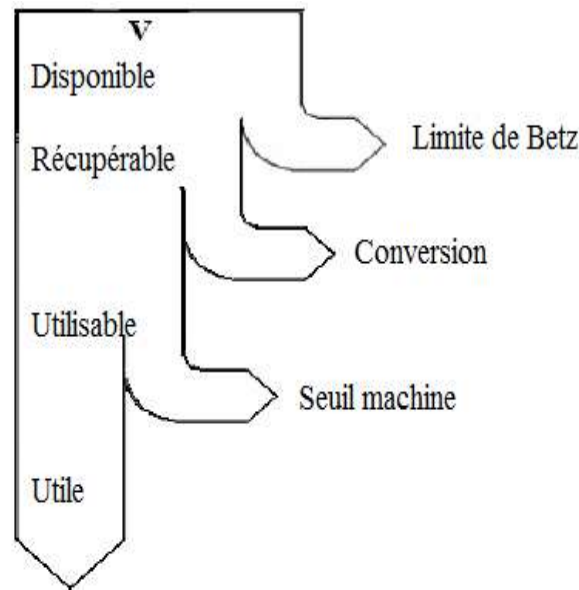 V
Disponible
Limite de Betz
Récupérable
Conversion
Utilisable
Seuil machine
Utile